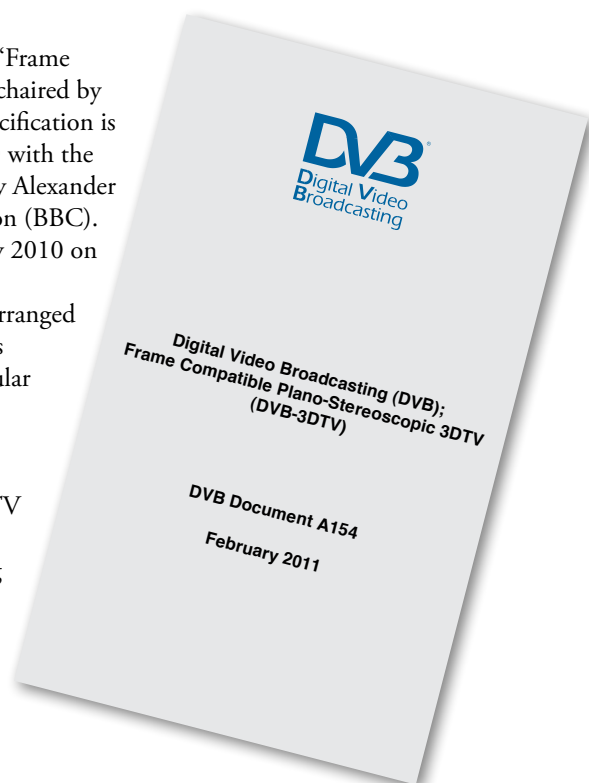 ‘Frame
chaired by
cification is
with the
y Alexander
on (BBC).
y 2010 on
rranged
s
ular
TV
DVB
®
Digital Video
Broadcasting
Digital Video Broadcasting (DVB);
Frame Compatible Plano-Stereoscopic 3DTV
(DVB-3DTV)
DVB Document A154
February 2011